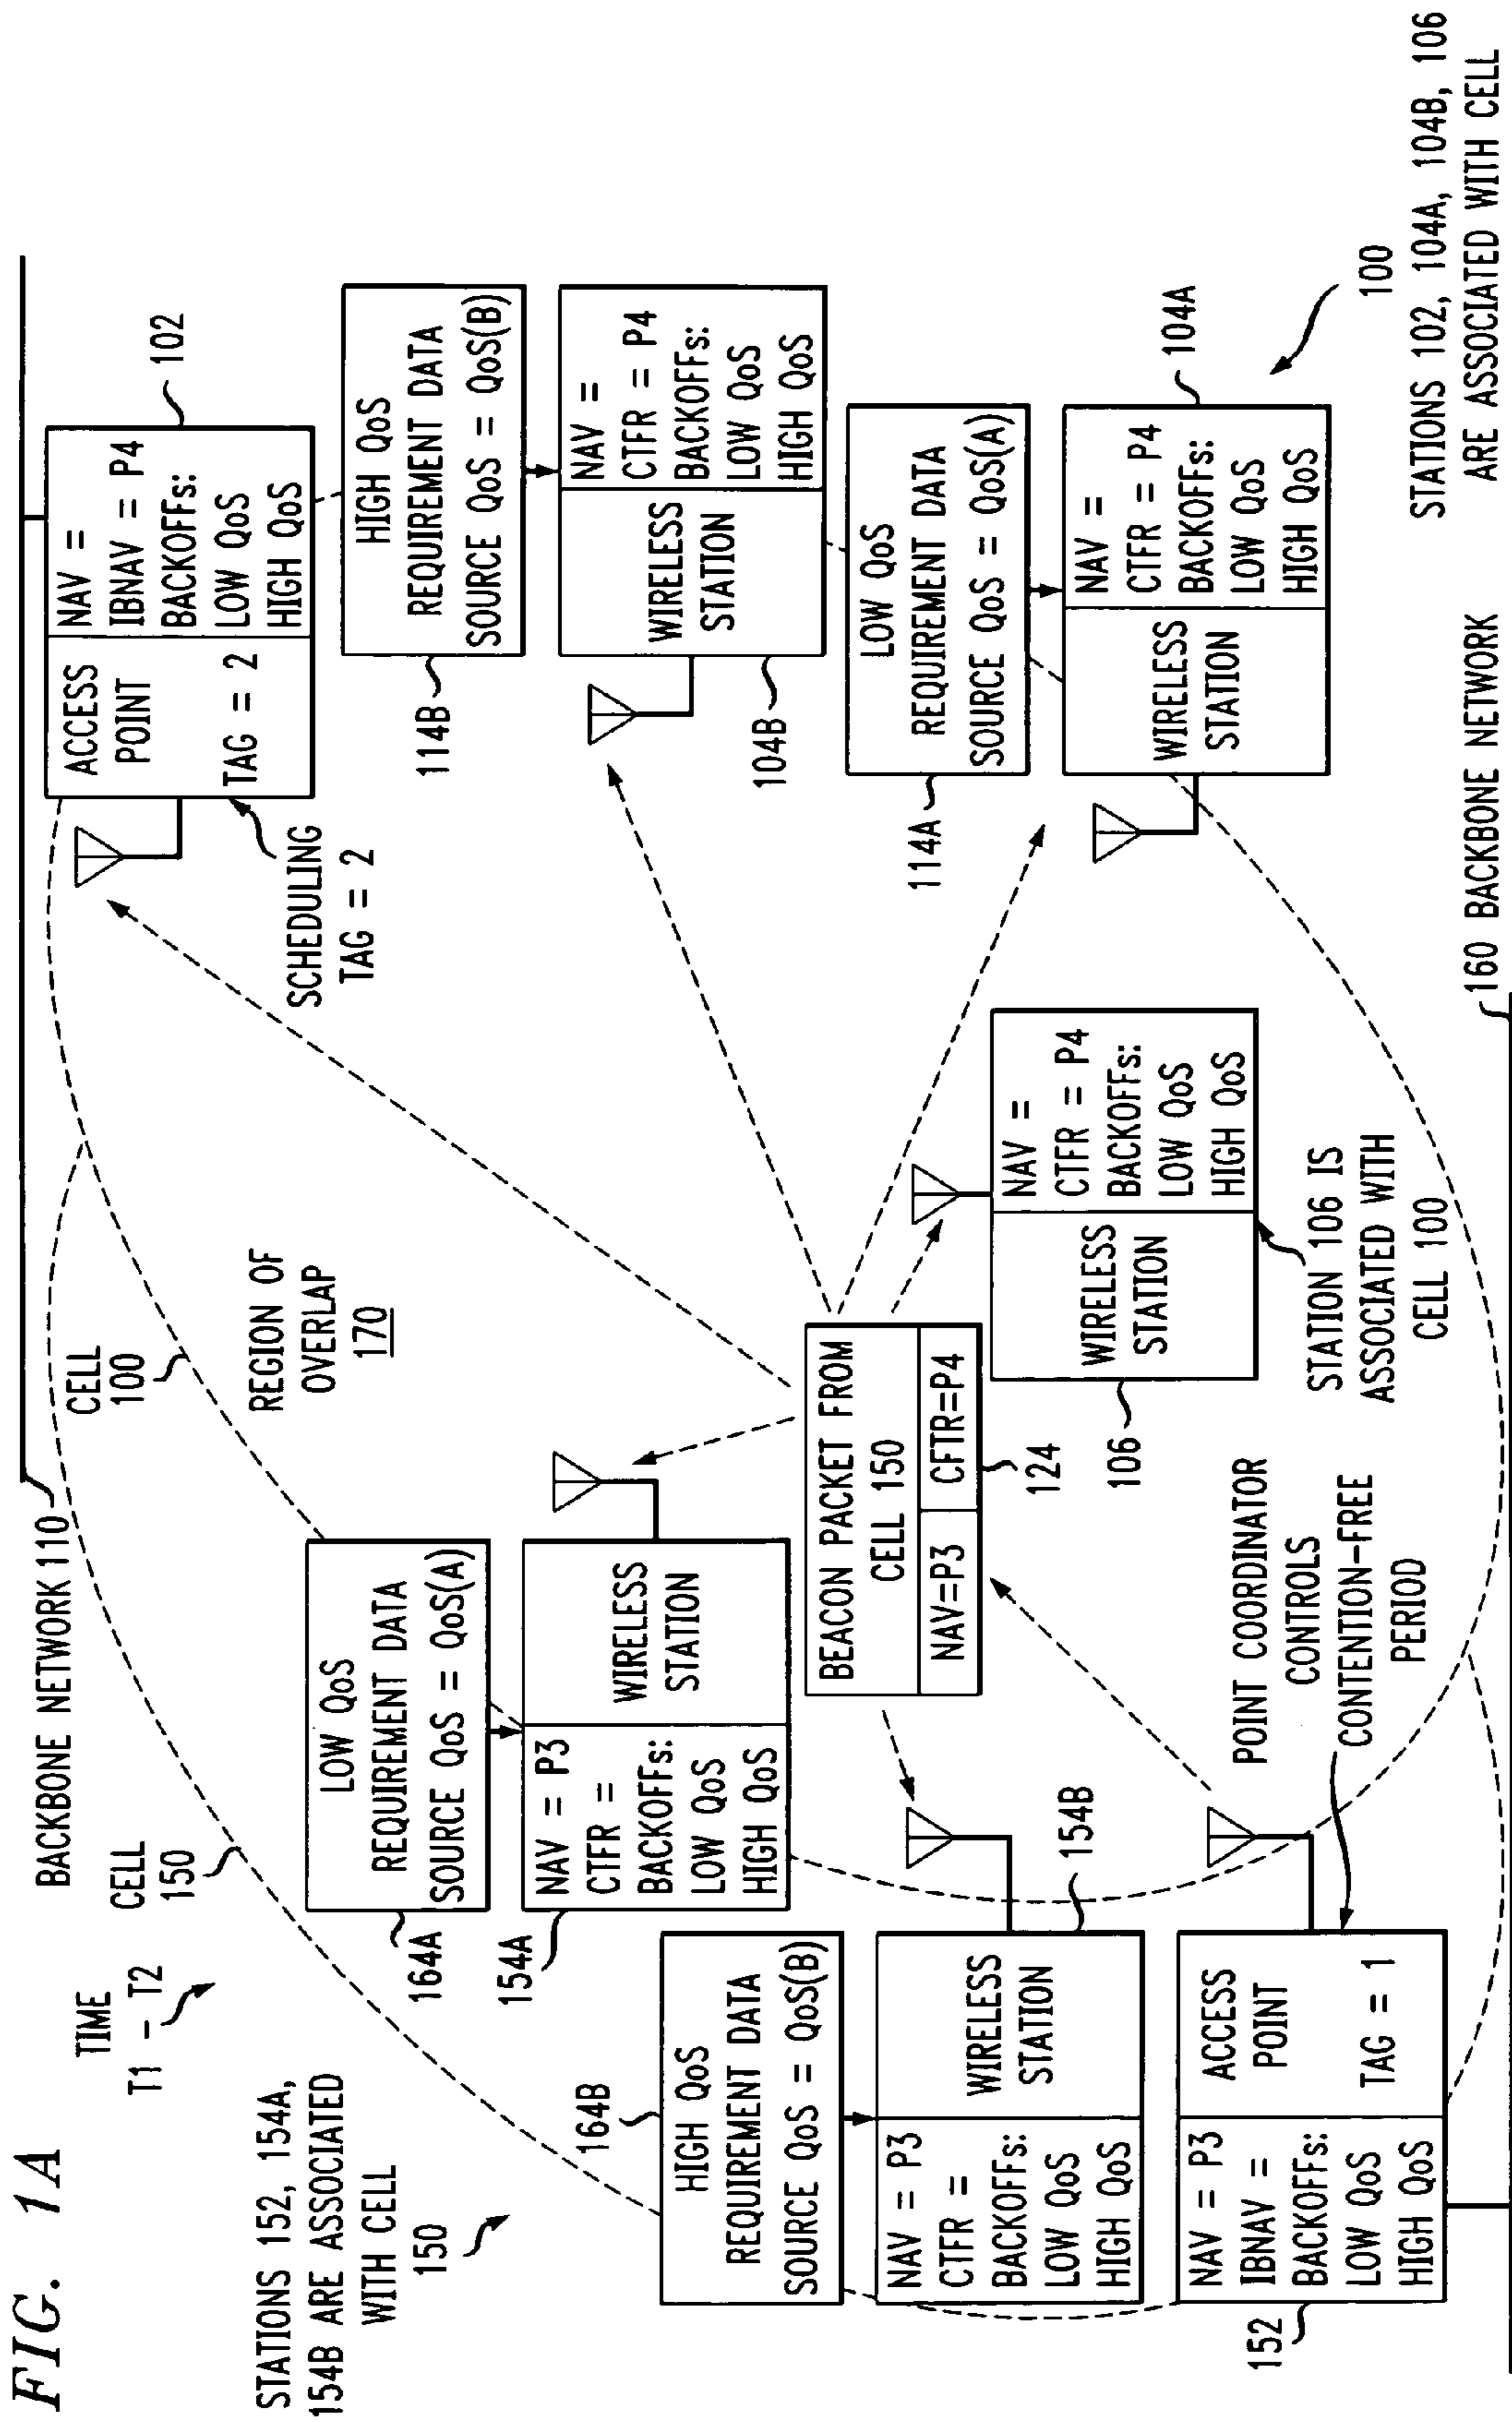 FIG. 1A
TIME
T1 - T2
STATIONS 152, 154A,
154B ARE ASSOCIATED
WITH CELL
150
BACKBONE NETWORK 110
CELL
150
CELL
100
REGION OF
OVERLAP
170
LOW QoS
REQUIREMENT DATA
SOURCE QoS = QoS(A)
164A
NAV = P3
CTFR =
BACKOFFs:
LOW QoS
HIGH QoS
WIRELESS
STATION
154A
HIGH QoS
REQUIREMENT DATA
SOURCE QoS = QoS(B)
164B
NAV = P3
CTFR =
BACKOFFs:
LOW QoS
HIGH QoS
WIRELESS
STATION
154B
NAV = P3
IBNAV =
BACKOFFs:
LOW QoS
HIGH QoS
ACCESS
POINT
TAG = 1
152
POINT COORDINATOR
CONTROLS
CONTENTION-FREE
PERIOD
BEACON PACKET FROM
CELL 150
NAV=P3
CFTR=P4
124
WIRELESS
STATION
NAV =
CTFR = P4
BACKOFFs:
LOW QoS
HIGH QoS
106
STATION 106 IS
ASSOCIATED WITH
CELL 100
ACCESS
POINT
TAG = 2
NAV =
IBNAV = P4
BACKOFFs:
LOW QoS
HIGH QoS
102
SCHEDULING
TAG = 2
HIGH QoS
REQUIREMENT DATA
SOURCE QoS = QoS(B)
114B
WIRELESS
STATION
NAV =
CTFR = P4
BACKOFFs:
LOW QoS
HIGH QoS
104B
LOW QoS
REQUIREMENT DATA
SOURCE QoS = QoS(A)
114A
WIRELESS
STATION
NAV =
CTFR = P4
BACKOFFs:
LOW QoS
HIGH QoS
104A
100
STATIONS 102, 104A, 104B, 106
ARE ASSOCIATED WITH CELL
160 BACKBONE NETWORK